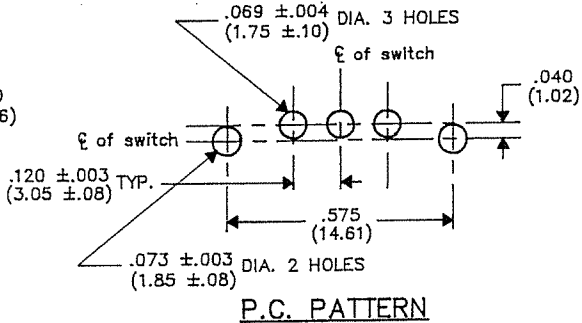 .069 ±.004 DIA. 3 HOLES
(1.75 ±.10)
℄ of switch
.040
(1.02)
6)
℄ of switch
.120 ±.003 TYP.
(3.05 ±.08)
.575
(14.61)
.073 ±.003 DIA. 2 HOLES
(1.85 ±.08)
P.C. PATTERN